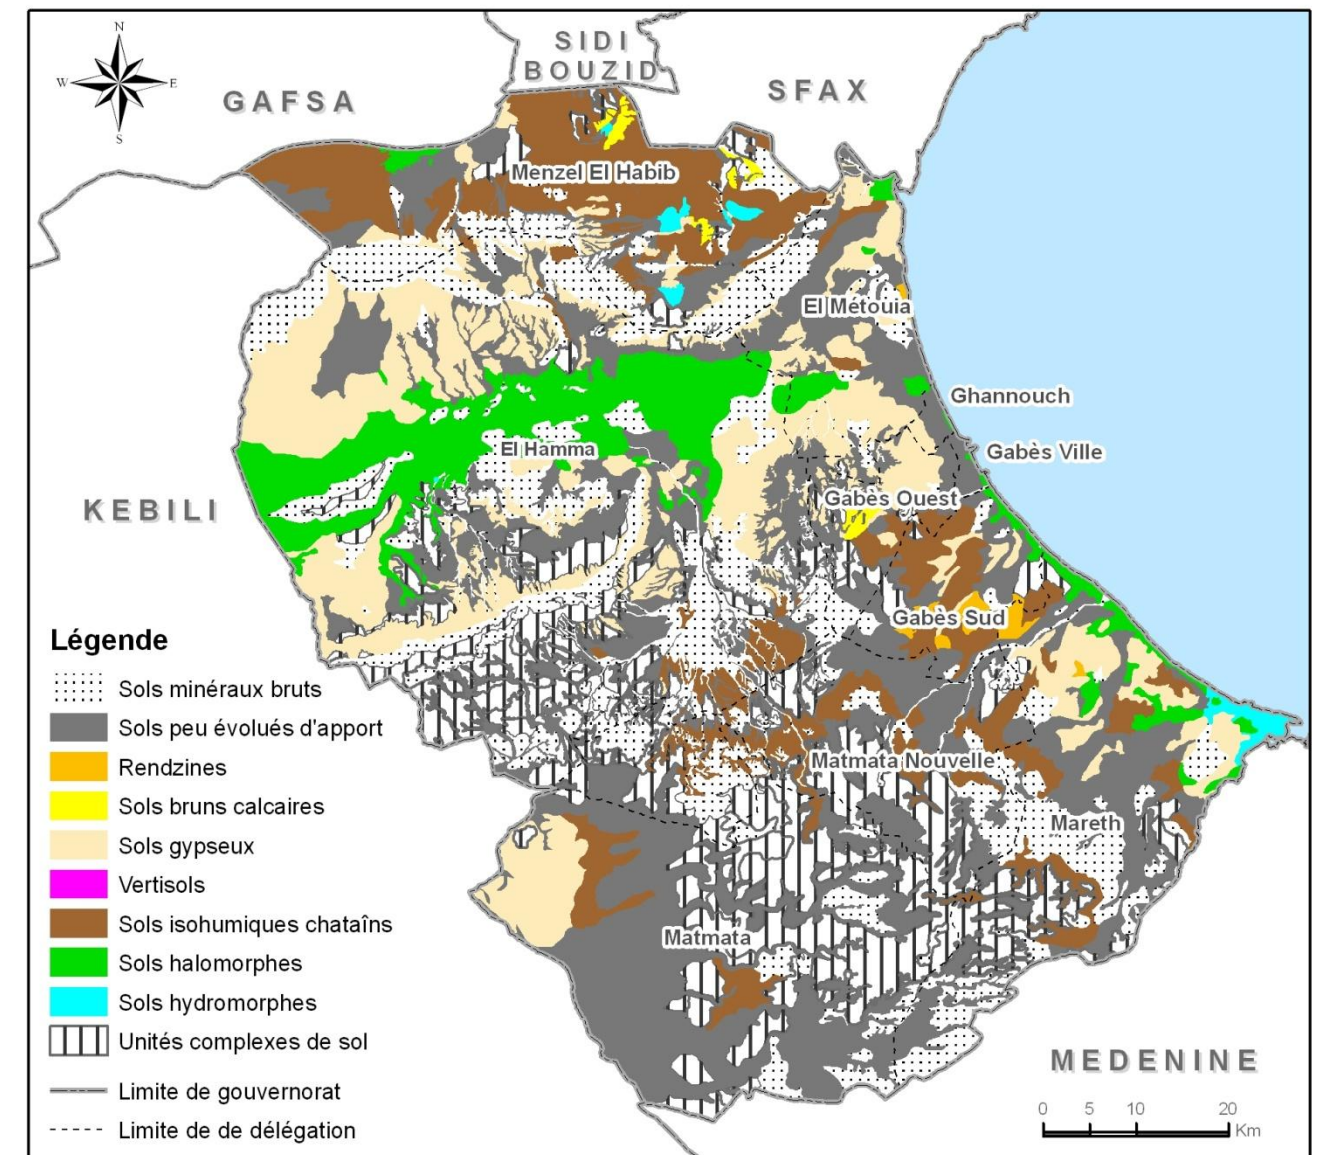 N
W
E
S
SIDI
BOUZID
GAFSA
SFAX
Menzel El Habib
El Metouia
Ghannouch
Gabès Ville
El Hamma
Gabès Ouest
KEBILI
Gabès Sud
Matmata Nouvelle
Mareth
Matmata
MEDENINE
Légende
Sols minéraux bruts
Sols peu évolués d'apport
Rendzines
Sols bruns calcaires
Sols gypseux
Vertisols
Sols isohumiques chataîns
Sols halomorphes
Sols hydromorphes
Unités complexes de sol
Limite de gouvernorat
Limite de de délégation
0 5 10 20
Km